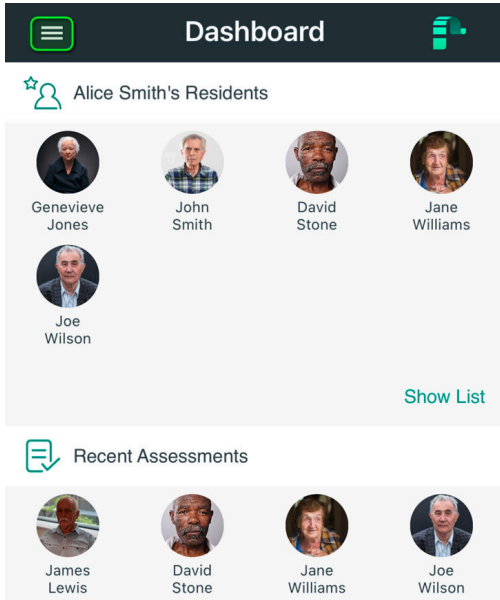 Dashboard
Alice Smith's Residents
Genevieve Jones
John Smith
David Stone
Jane Williams
Joe Wilson
Show List
Recent Assessments
James Lewis
David Stone
Jane Williams
Joe Wilson